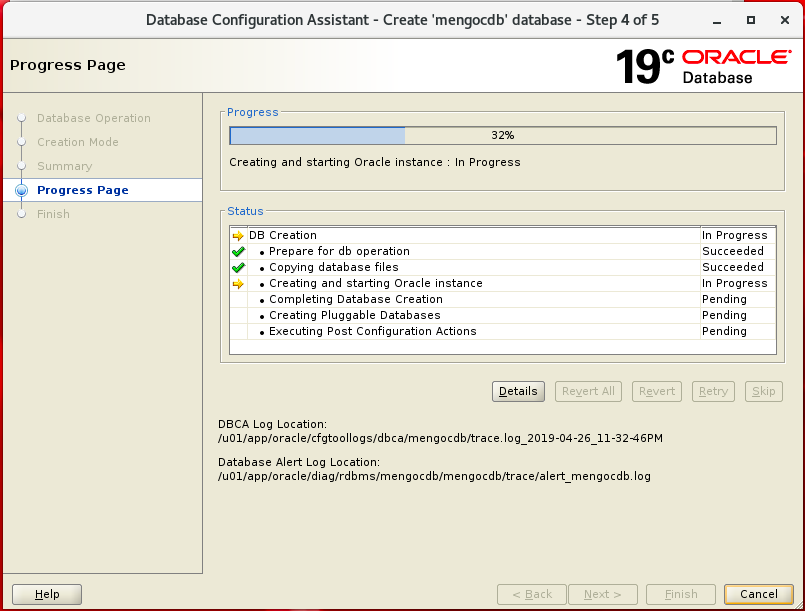 Database Configuration Assistant - Create 'mengocdb' database - Step 4 of 5
Progress Page
19c ORACLE Database
Database Operation
Creation Mode
Summary
Progress Page
Finish
Progress
32%
Creating and starting Oracle instance : In Progress
Status
DB Creation In Progress
• Prepare for db operation Succeeded
• Copying database files Succeeded
• Creating and starting Oracle instance In Progress
• Completing Database Creation Pending
• Creating Pluggable Databases Pending
• Executing Post Configuration Actions Pending
Details Revert All Revert Retry Skip
DBCA Log Location:
/u01/app/oracle/cfgtoollogs/dbca/mengocdb/trace.log_2019-04-26_11-32-46PM
Database Alert Log Location:
/u01/app/oracle/diag/rdbms/mengocdb/mengocdb/trace/alert_mengocdb.log
Help < Back Next > Finish Cancel